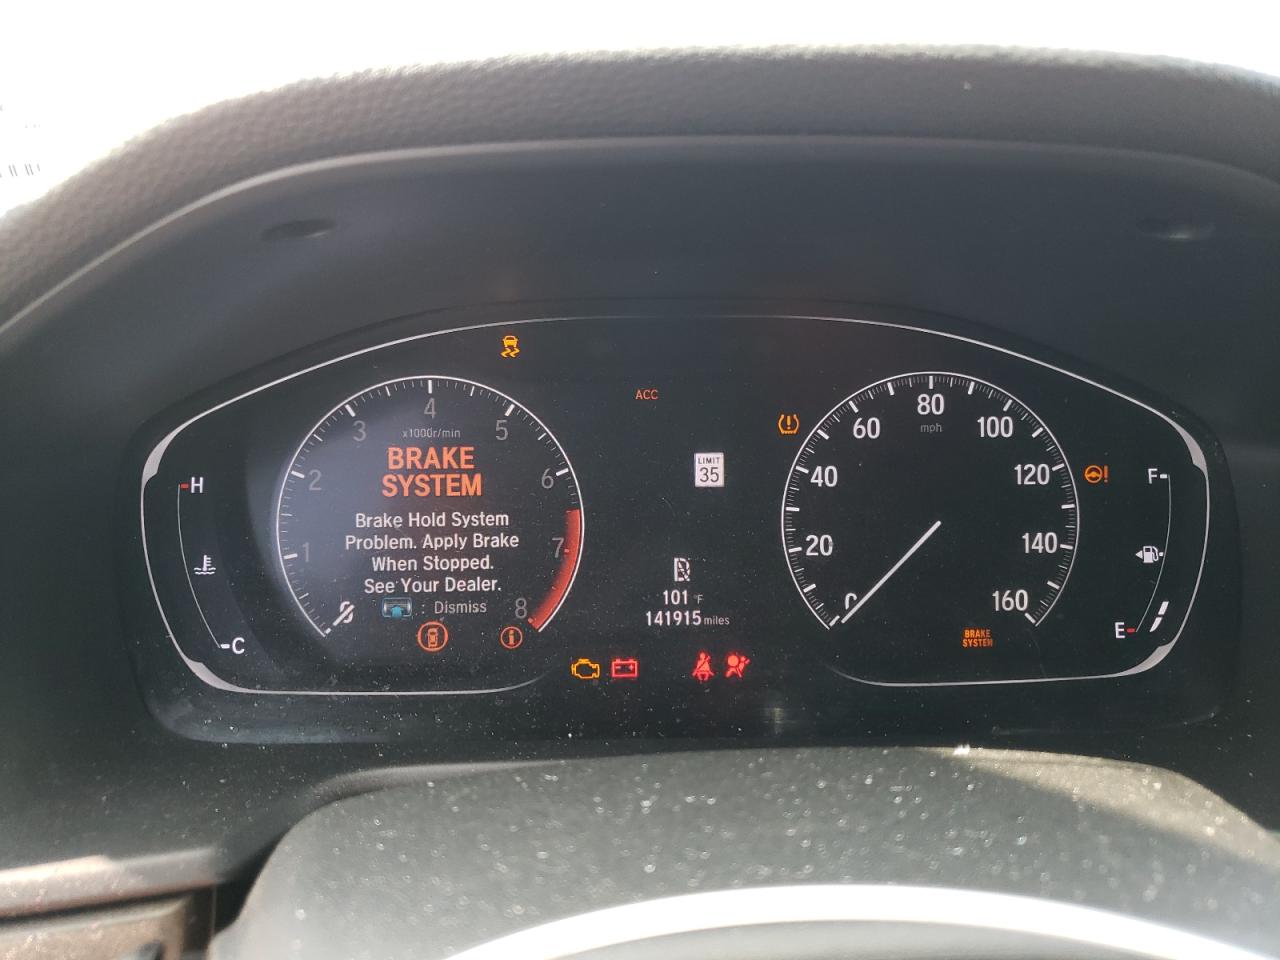 ACC
4
3
5
x1000r/min
2
6
1
7
8
BRAKE
SYSTEM
Brake Hold System
Problem. Apply Brake
When Stopped.
See Your Dealer.
: Dismiss
H
C
LIMIT
35
101 °F
141915 miles
80
mph
60
100
40
120
20
140
0
160
BRAKE
SYSTEM
F
E